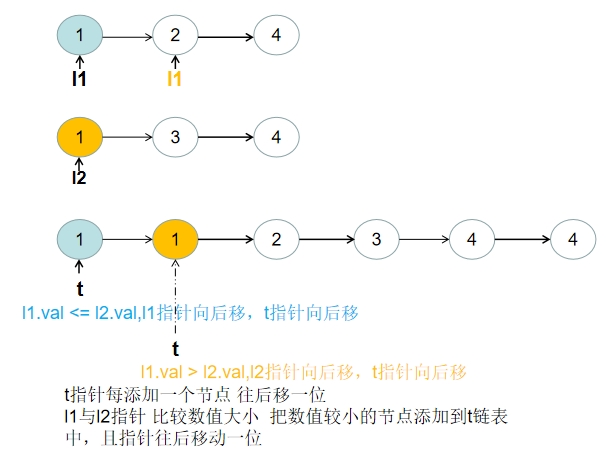 1 2 4
l1 l1
1 3 4
l2
1 1 2 3 4 4
t
l1.val <= l2.val,l1指针向后移，t指针向后移
t
l1.val > l2.val,l2指针向后移，t指针向后移
t指针每添加一个节点 往后移一位
l1与l2指针 比较数值大小 把数值较小的节点添加到t链表
中，且指针往后移动一位